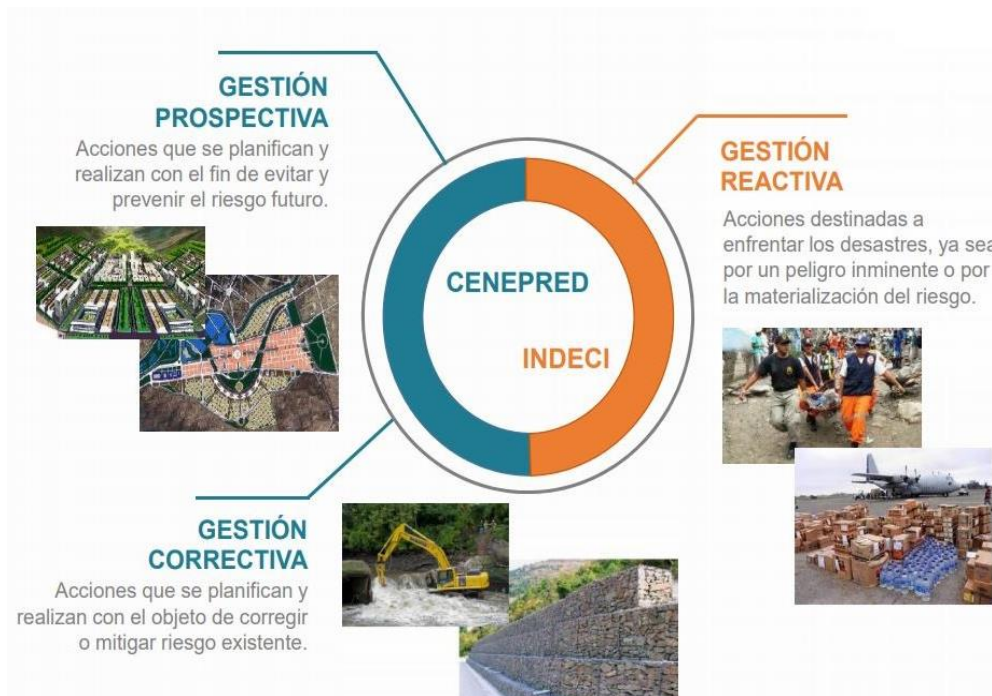 GESTIÓN
PROSPECTIVA
Acciones que se planifican y
realizan con el fin de evitar y
prevenir el riesgo futuro.
GESTIÓN
REACTIVA
Acciones destinadas a
enfrentar los desastres, ya sea
por un peligro inminente o por
la materialización del riesgo.
CENEPRED
INDECI
GESTIÓN
CORRECTIVA
Acciones que se planifican y
realizan con el objeto de corregir
o mitigar riesgo existente.